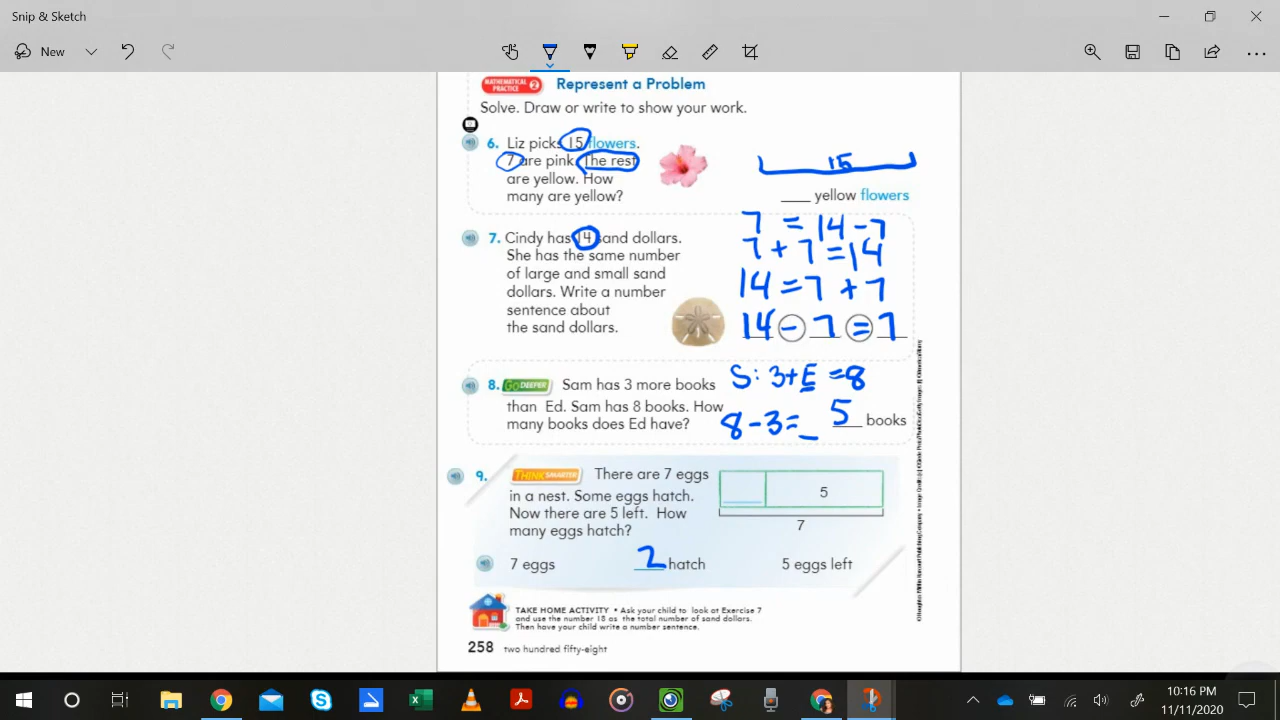 Snip & Sketch
New
MATHEMATICAL PRACTICE 2 Represent a Problem
Solve. Draw or write to show your work.
6. Liz picks 15 flowers.
7 are pink. The rest
are yellow. How
many are yellow?
15
___ yellow flowers
7. Cindy has 14 sand dollars.
She has the same number
of large and small sand
dollars. Write a number
sentence about
the sand dollars.
7 = 14 - 7
7 + 7 = 14
14 = 7 + 7
14 - 7 = 7
8. GO DEEPER Sam has 3 more books
than Ed. Sam has 8 books. How
many books does Ed have?
S: 3 + E = 8
8 - 3 = _ 5 books
9. THINK SMARTER There are 7 eggs
in a nest. Some eggs hatch.
Now there are 5 left. How
many eggs hatch?
5
7
7 eggs 2 hatch 5 eggs left
TAKE HOME ACTIVITY • Ask your child to look at Exercise 7
and use the number 18 as the total number of sand dollars.
Then have your child write a number sentence.
258 two hundred fifty-eight
10:16 PM
11/11/2020